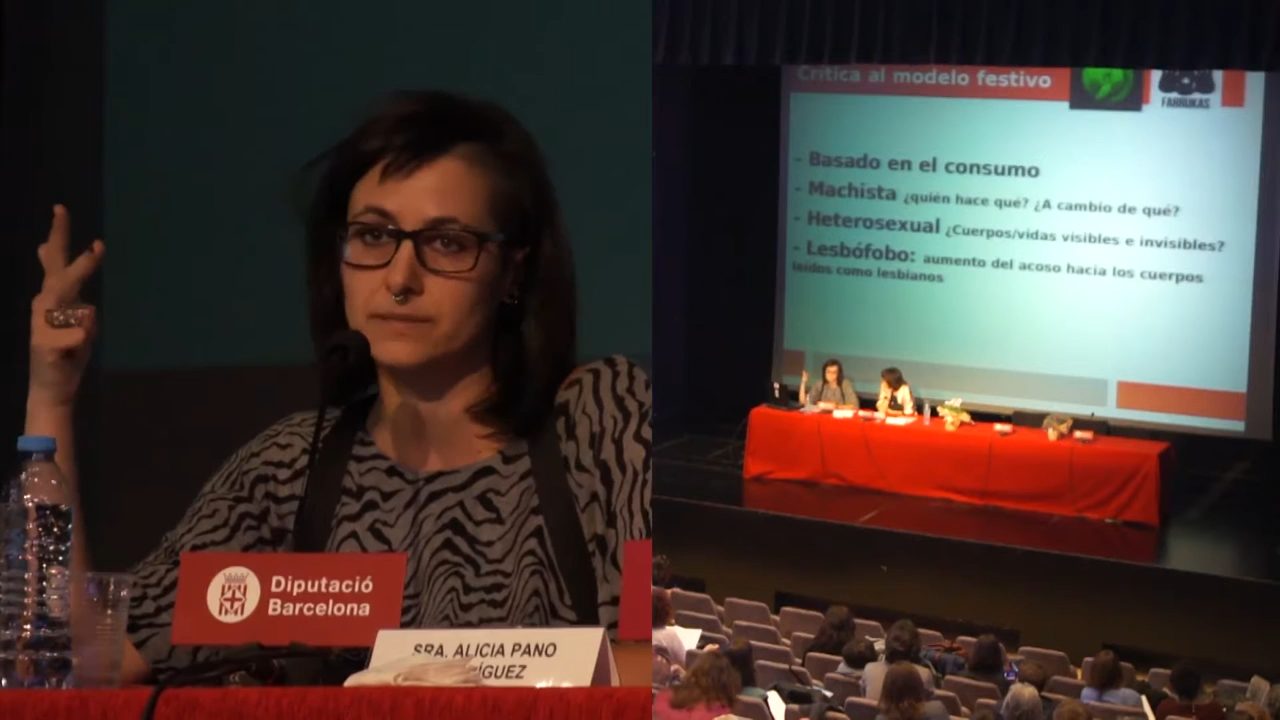 Diputació
Barcelona
SRA. ALICIA PANO
Crítica al modelo festivo
FARRUKAS
- Basado en el consumo
- Machista ¿quién hace qué? ¿A cambio de qué?
- Heterosexual ¿Cuerpos/vidas visibles e invisibles?
- Lesbófobo: aumento del acoso hacia los cuerpos
leídos como lesbianos